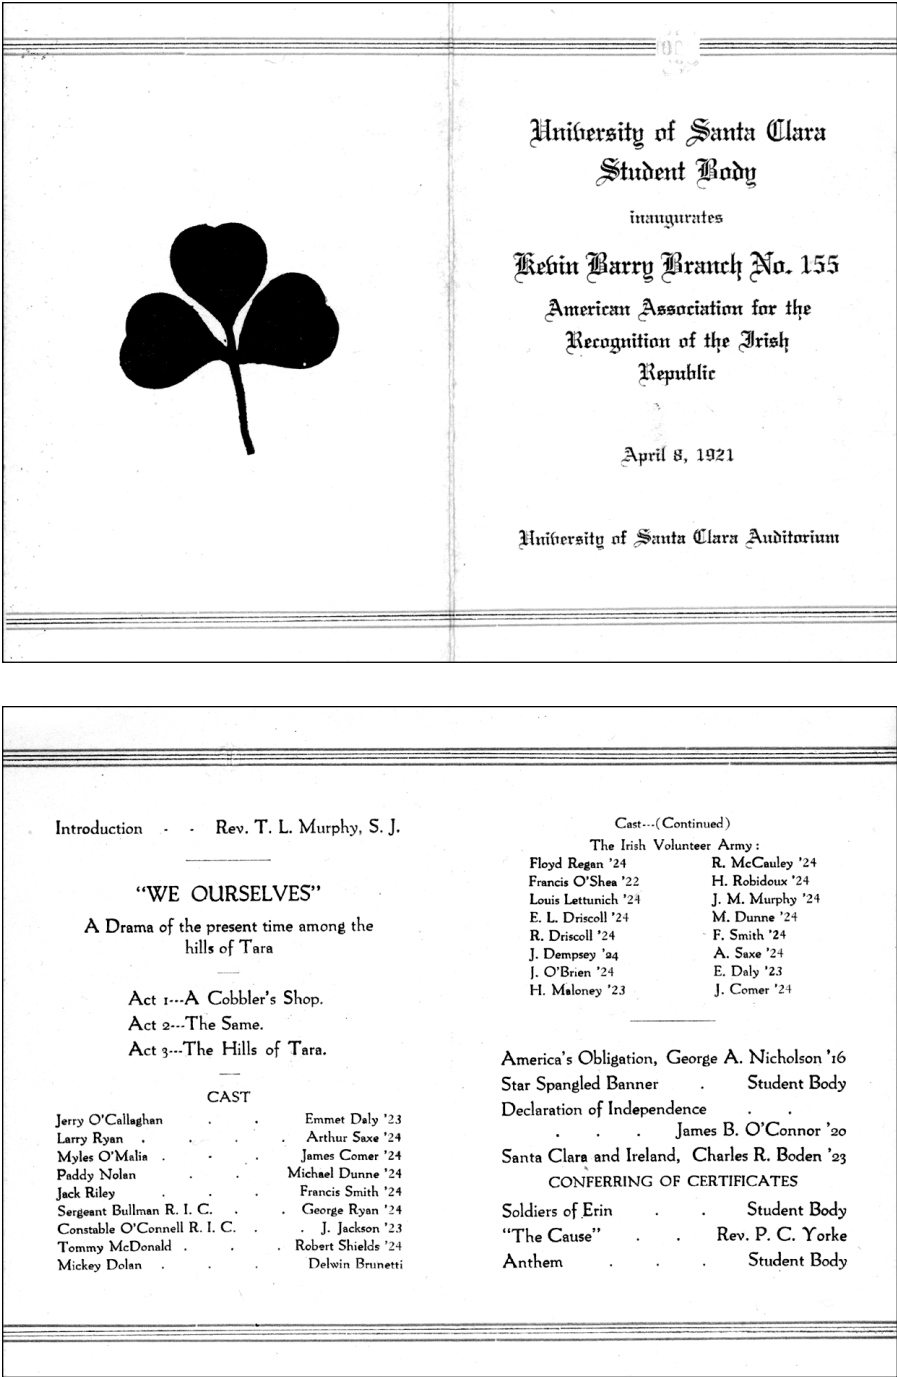 University of Santa Clara
Student Body
inaugurates
Kevin Barry Branch No. 155
American Association for the
Recognition of the Irish
Republic
April 8, 1921
University of Santa Clara Auditorium
Introduction - - Rev. T. L. Murphy, S. J.
"WE OURSELVES"
A Drama of the present time among the
hills of Tara
Act 1---A Cobbler's Shop.
Act 2---The Same.
Act 3---The Hills of Tara.
CAST
Jerry O'Callaghan . . Emmet Daly '23
Larry Ryan . . . . Arthur Saxe '24
Myles O'Malia . . . James Comer '24
Paddy Nolan . . Michael Dunne '24
Jack Riley . . . Francis Smith '24
Sergeant Bullman R. I. C. . . George Ryan '24
Constable O'Connell R. I. C. . . J. Jackson '23
Tommy McDonald . . . Robert Shields '24
Mickey Dolan . . . Delwin Brunetti
Cast---(Continued)
The Irish Volunteer Army:
Floyd Regan '24 R. McCauley '24
Francis O'Shea '22 H. Robidoux '24
Louis Lettunich '24 J. M. Murphy '24
E. L. Driscoll '24 M. Dunne '24
R. Driscoll '24 F. Smith '24
J. Dempsey '24 A. Saxe '24
J. O'Brien '24 E. Daly '23
H. Maloney '23 J. Comer '24
America's Obligation, George A. Nicholson '16
Star Spangled Banner . Student Body
Declaration of Independence . .
. . . James B. O'Connor '20
Santa Clara and Ireland, Charles R. Boden '23
CONFERRING OF CERTIFICATES
Soldiers of Erin . . Student Body
"The Cause" . . Rev. P. C. Yorke
Anthem . . . Student Body